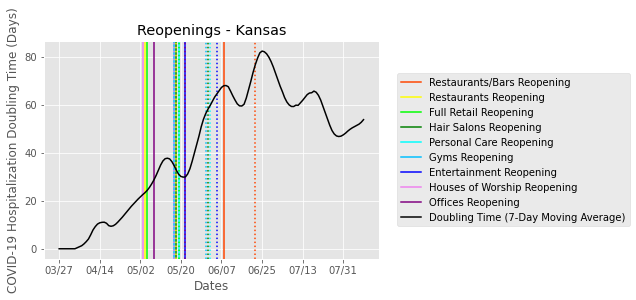 Reopenings - Kansas
COVID-19 Hospitalization Doubling Time (Days)
80
60
40
20
0
03/27 04/14 05/02 05/20 06/07 06/25 07/13 07/31
Dates
Restaurants/Bars Reopening
Restaurants Reopening
Full Retail Reopening
Hair Salons Reopening
Personal Care Reopening
Gyms Reopening
Entertainment Reopening
Houses of Worship Reopening
Offices Reopening
Doubling Time (7-Day Moving Average)